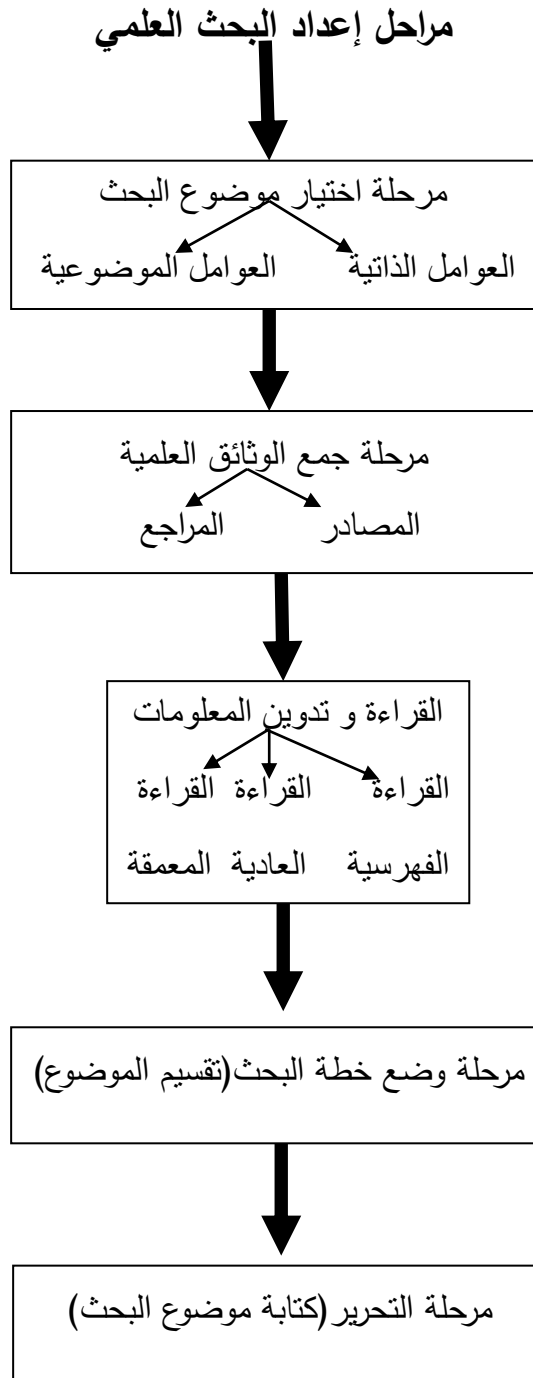 مراحل إعداد البحث العلمي
مرحلة اختيار موضوع البحث
العوامل الذاتية العوامل الموضوعية
مرحلة جمع الوثائق العلمية
المصادر المراجع
القراءة و تدوين المعلومات
القراءة القراءة القراءة
الفهرسية العادية المعمقة
مرحلة وضع خطة البحث(تقسيم الموضوع)
مرحلة التحرير(كتابة موضوع البحث)